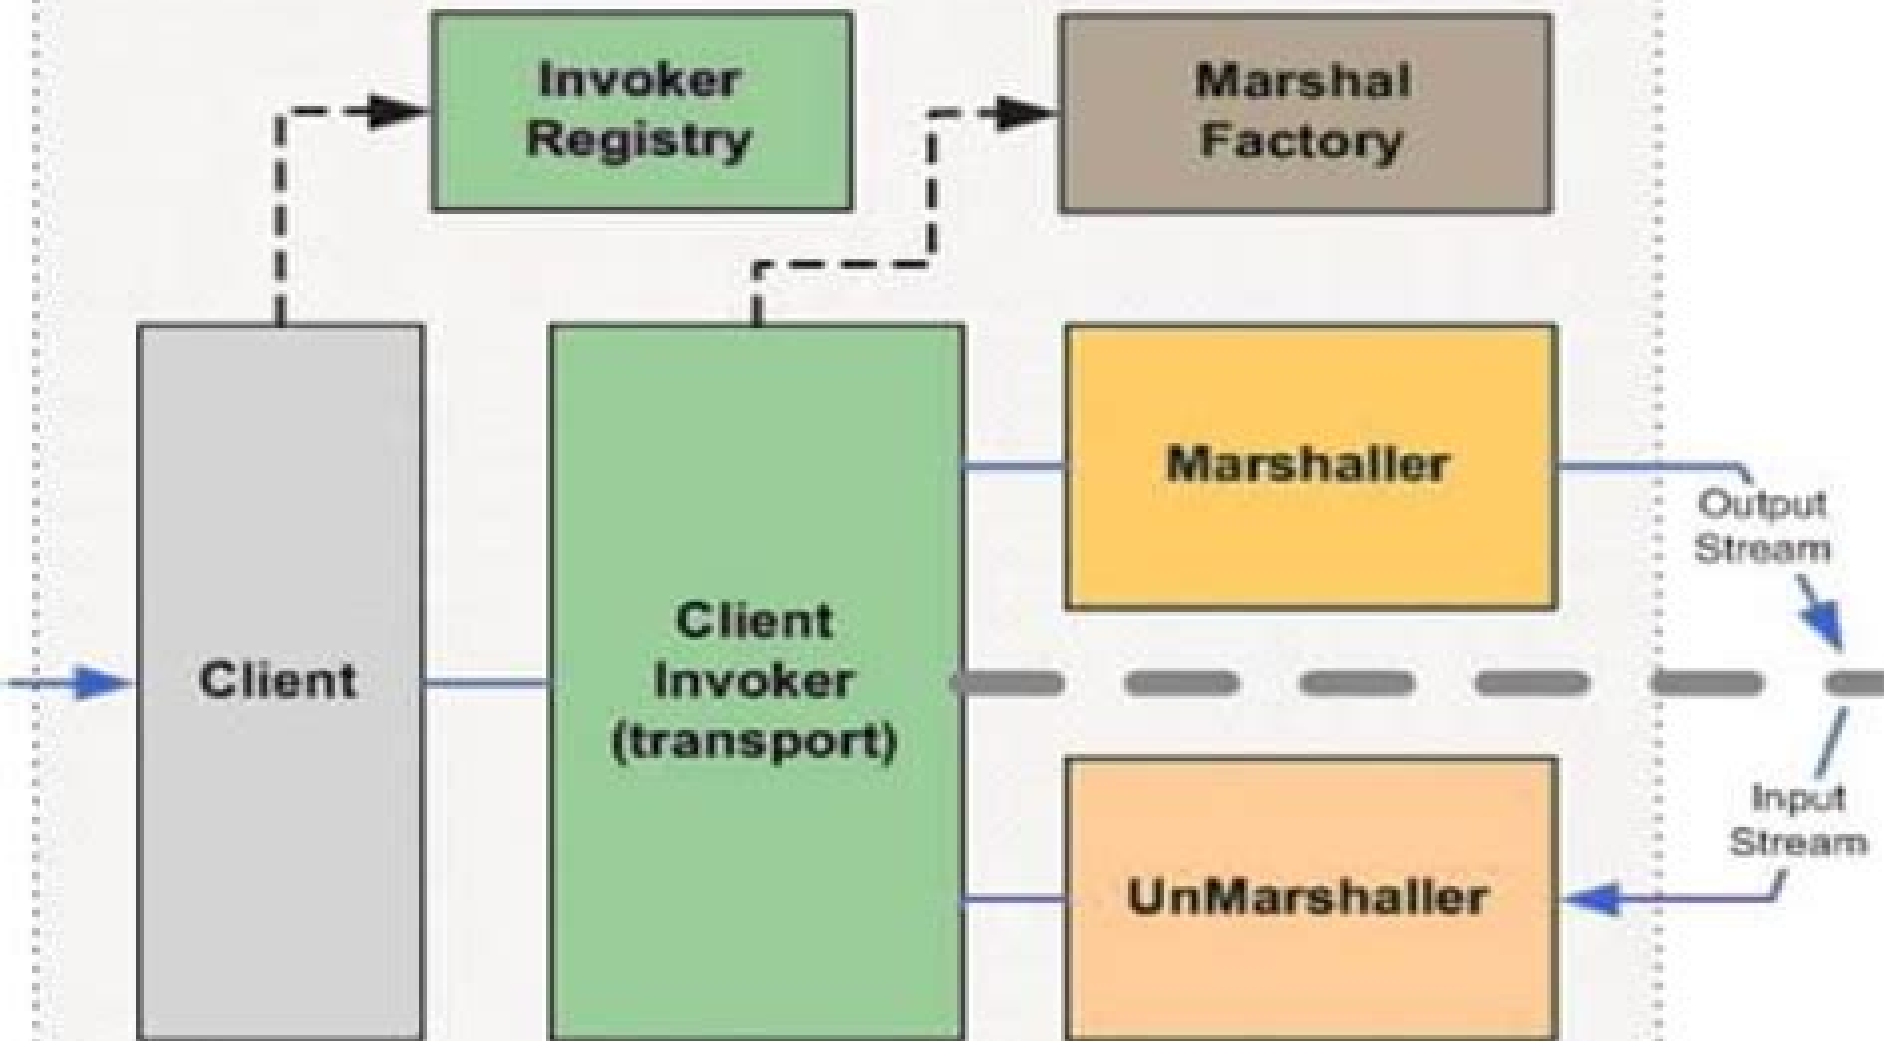 Invoker
Registry
Marshal
Factory
Marshaller
Output
Stream
Client
Client
Invoker
(transport)
Input
Stream
UnMarshaller